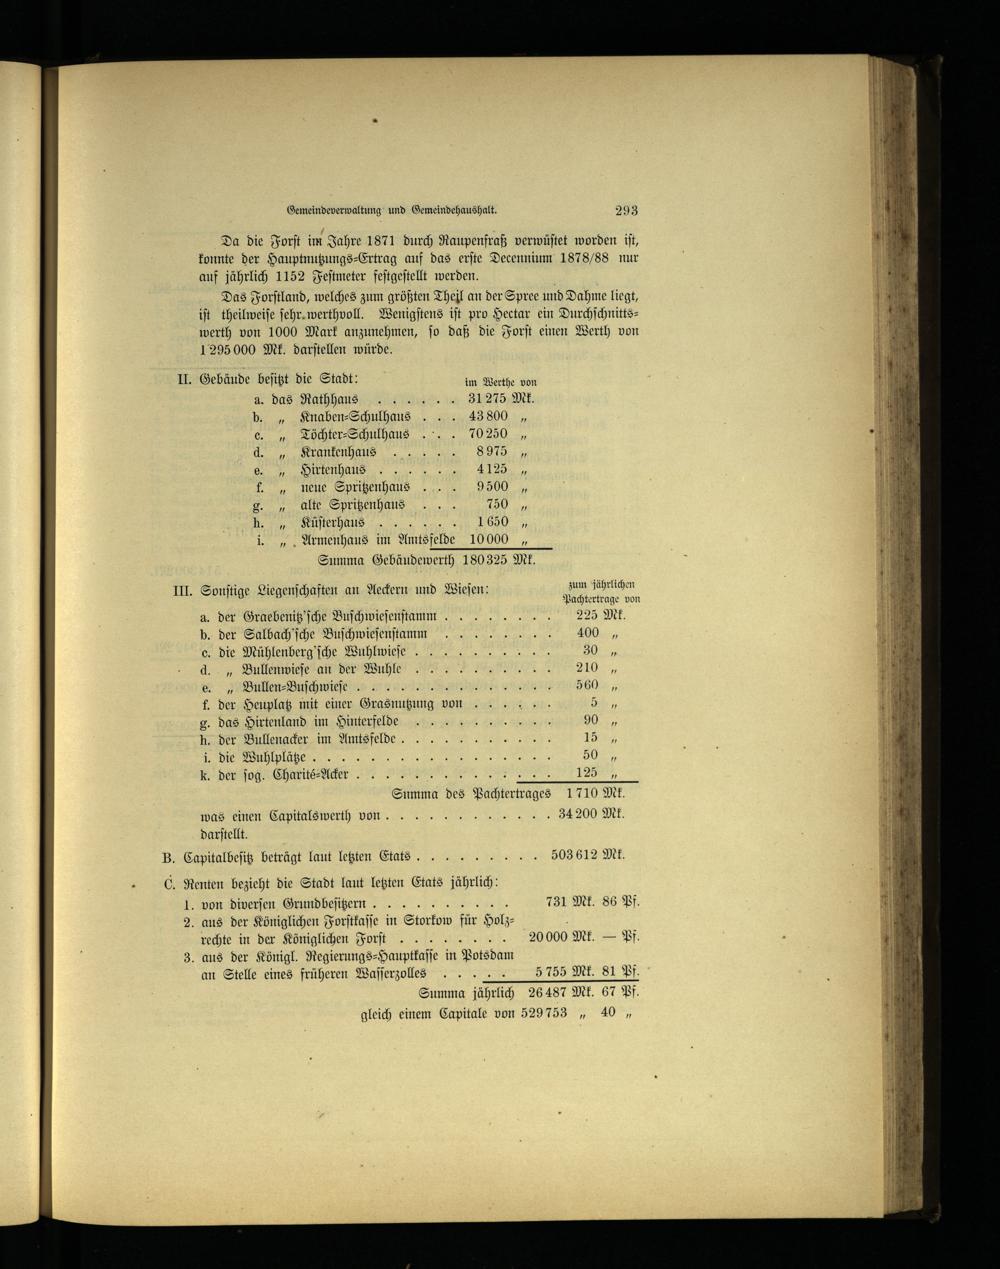 Gemeindeverwaltung und Gemeindehaushalt. 293
Da die Forst im Jahre 1871 durch Raupenfraß verwüstet worden ist,
konnte der Hauptnutzungs-Ertrag auf das erste Decennium 1878/88 nur
auf jährlich 1152 Festmeter festgestellt werden.
Das Forstland, welches zum größten Theil an der Spree und Dahme liegt,
ist theilweise sehr werthvoll. Wenigstens ist pro Hectar ein Durchschnitts-
werth von 1000 Mark anzunehmen, so daß die Forst einen Werth von
1 295 000 Mk. darstellen würde.
II. Gebäude besitzt die Stadt: im Werthe von
a. das Rathhaus . . . . . . 31 275 Mk.
b. „ Knaben-Schulhaus . . . 43 800 „
c. „ Töchter-Schulhaus . . . 70 250 „
d. „ Krankenhaus . . . . . 8 975 „
e. „ Hirtenhaus . . . . . . 4 125 „
f. „ neue Spritzenhaus . . . 9 500 „
g. „ alte Spritzenhaus . . . 750 „
h. „ Küsterhaus . . . . . . 1 650 „
i. „ Armenhaus im Amtsfelde 10 000 „
Summa Gebäudewerth 180 325 Mk.
III. Sonstige Liegenschaften an Aeckern und Wiesen: zum jährlichen
Pachtertrage von
a. der Graebenitz'sche Buschwiesenstamm . . . . . . . . 225 Mk.
b. der Salbach'sche Buschwiesenstamm . . . . . . . . 400 „
c. die Mühlenberg'sche Wuhlwiese . . . . . . . . . . 30 „
d. „ Bullenwiese an der Wuhle . . . . . . . . . . 210 „
e. „ Bullen-Buschwiese . . . . . . . . . . . . . . 560 „
f. der Heuplatz mit einer Grasnutzung von . . . . . . 5 „
g. das Hirtenland im Hinterfelde . . . . . . . . . . 90 „
h. der Bullenacker im Amtsfelde . . . . . . . . . . . 15 „
i. die Wuhlplätze . . . . . . . . . . . . . . . . . 50 „
k. der sog. Charité-Acker . . . . . . . . . . . . . . 125 „
Summa des Pachtertrages 1 710 Mk.
was einen Capitalswerth von . . . . . . . . . . . . 34 200 Mk.
darstellt.
B. Capitalbesitz beträgt laut letzten Etats . . . . . . . . . 503 612 Mk.
C. Renten bezieht die Stadt laut letzten Etats jährlich:
1. von diversen Grundbesitzern . . . . . . . . . . 731 Mk. 86 Pf.
2. aus der Königlichen Forstkasse in Storkow für Holz-
rechte in der Königlichen Forst . . . . . . . . 20 000 Mk. — Pf.
3. aus der Königl. Regierungs-Hauptkasse in Potsdam
an Stelle eines früheren Wasserzolles . . . . . 5 755 Mk. 81 Pf.
Summa jährlich 26 487 Mk. 67 Pf.
gleich einem Capitale von 529 753 „ 40 „